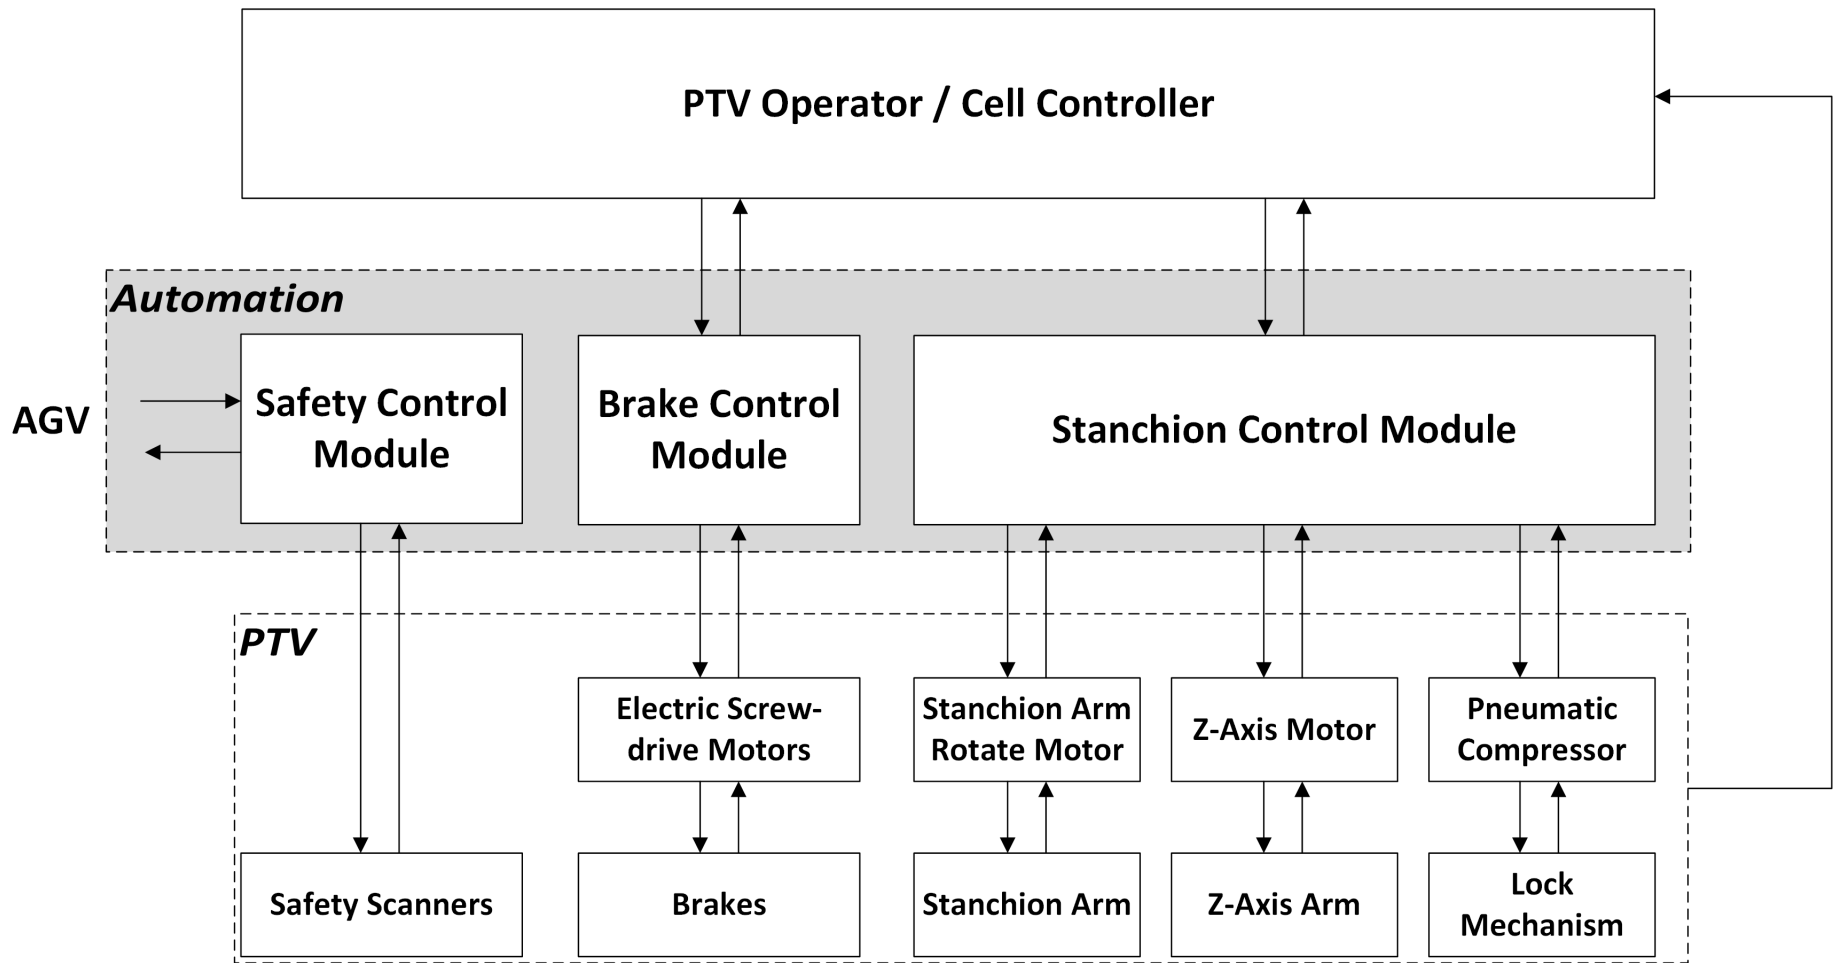 PTV Operator / Cell Controller
Automation
AGV
Safety Control
Module
Brake Control
Module
Stanchion Control Module
PTV
Electric Screw-
drive Motors
Stanchion Arm
Rotate Motor
Z-Axis Motor
Pneumatic
Compressor
Safety Scanners
Brakes
Stanchion Arm
Z-Axis Arm
Lock
Mechanism